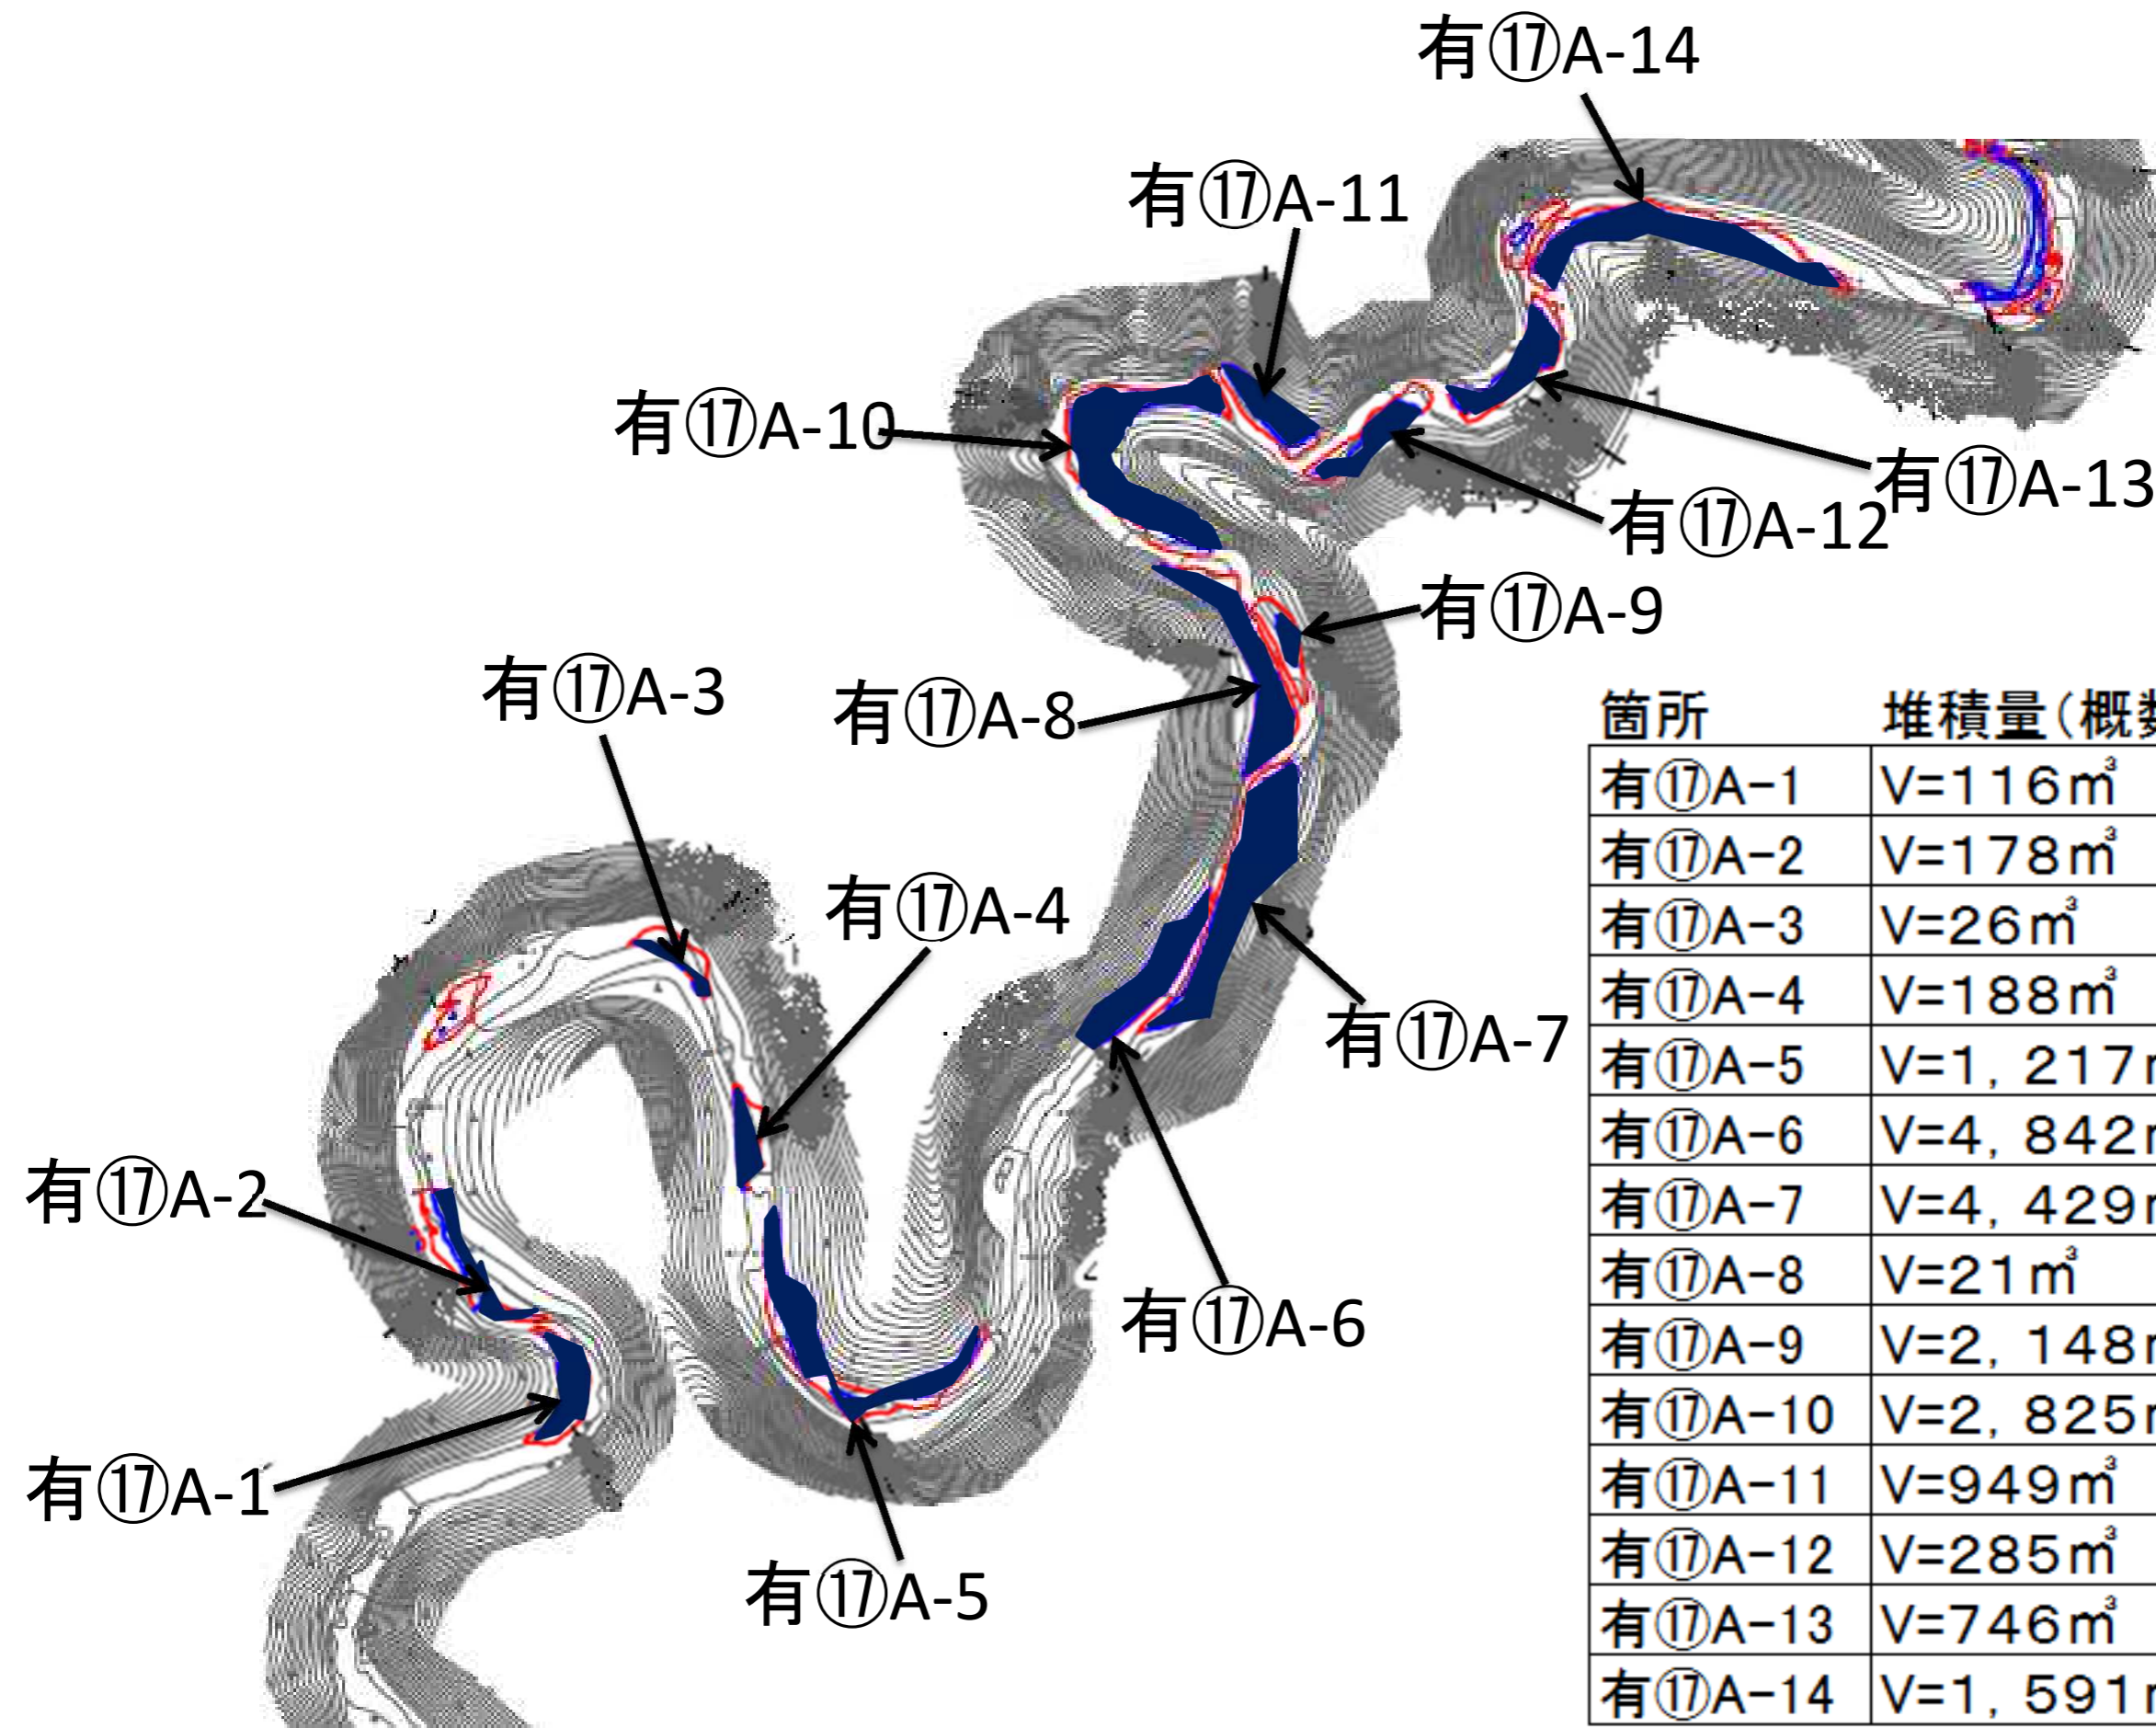 有⑰A-14
有⑰A-11
有⑰A-10
有⑰A-13
有⑰A-12
有⑰A-9
有⑰A-3
有⑰A-8
有⑰A-4
有⑰A-7
有⑰A-2
有⑰A-6
有⑰A-1
有⑰A-5
箇所 堆積量(概数
有⑰A-1 V=116㎥
有⑰A-2 V=178㎥
有⑰A-3 V=26㎥
有⑰A-4 V=188㎥
有⑰A-5 V=1, 217
有⑰A-6 V=4, 842
有⑰A-7 V=4, 429
有⑰A-8 V=21㎥
有⑰A-9 V=2, 148
有⑰A-10 V=2, 825
有⑰A-11 V=949㎥
有⑰A-12 V=285㎥
有⑰A-13 V=746㎥
有⑰A-14 V=1, 591